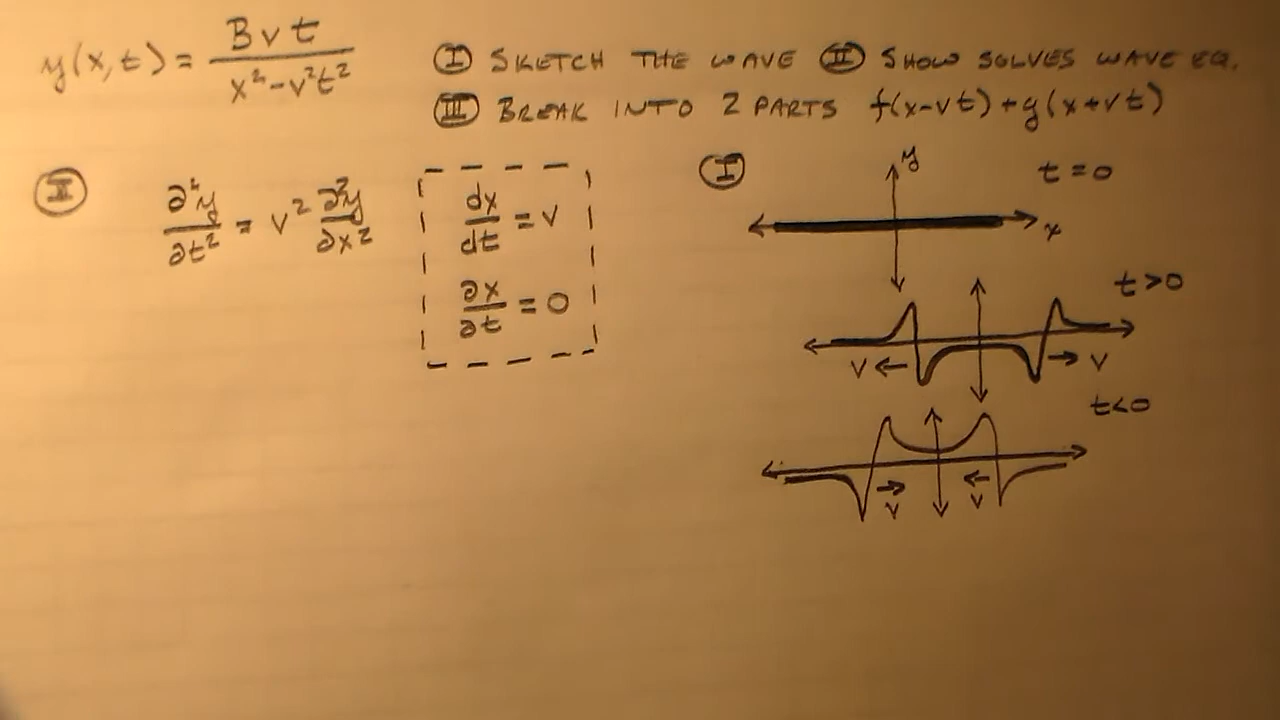 y(x,t) = Bvt / (x² - v²t²)
Ⓘ SKETCH THE WAVE Ⓘ Ⓘ SHOW SOLVES WAVE EQ.
III BREAK INTO 2 PARTS f(x-vt)+g(x+vt)
II ∂²y/∂t² = v² ∂²y/∂x²
dx/dt = v
∂x/∂t = 0
I
y
t=0
x
t>0
v ← → v
t<0
→ ←
v v